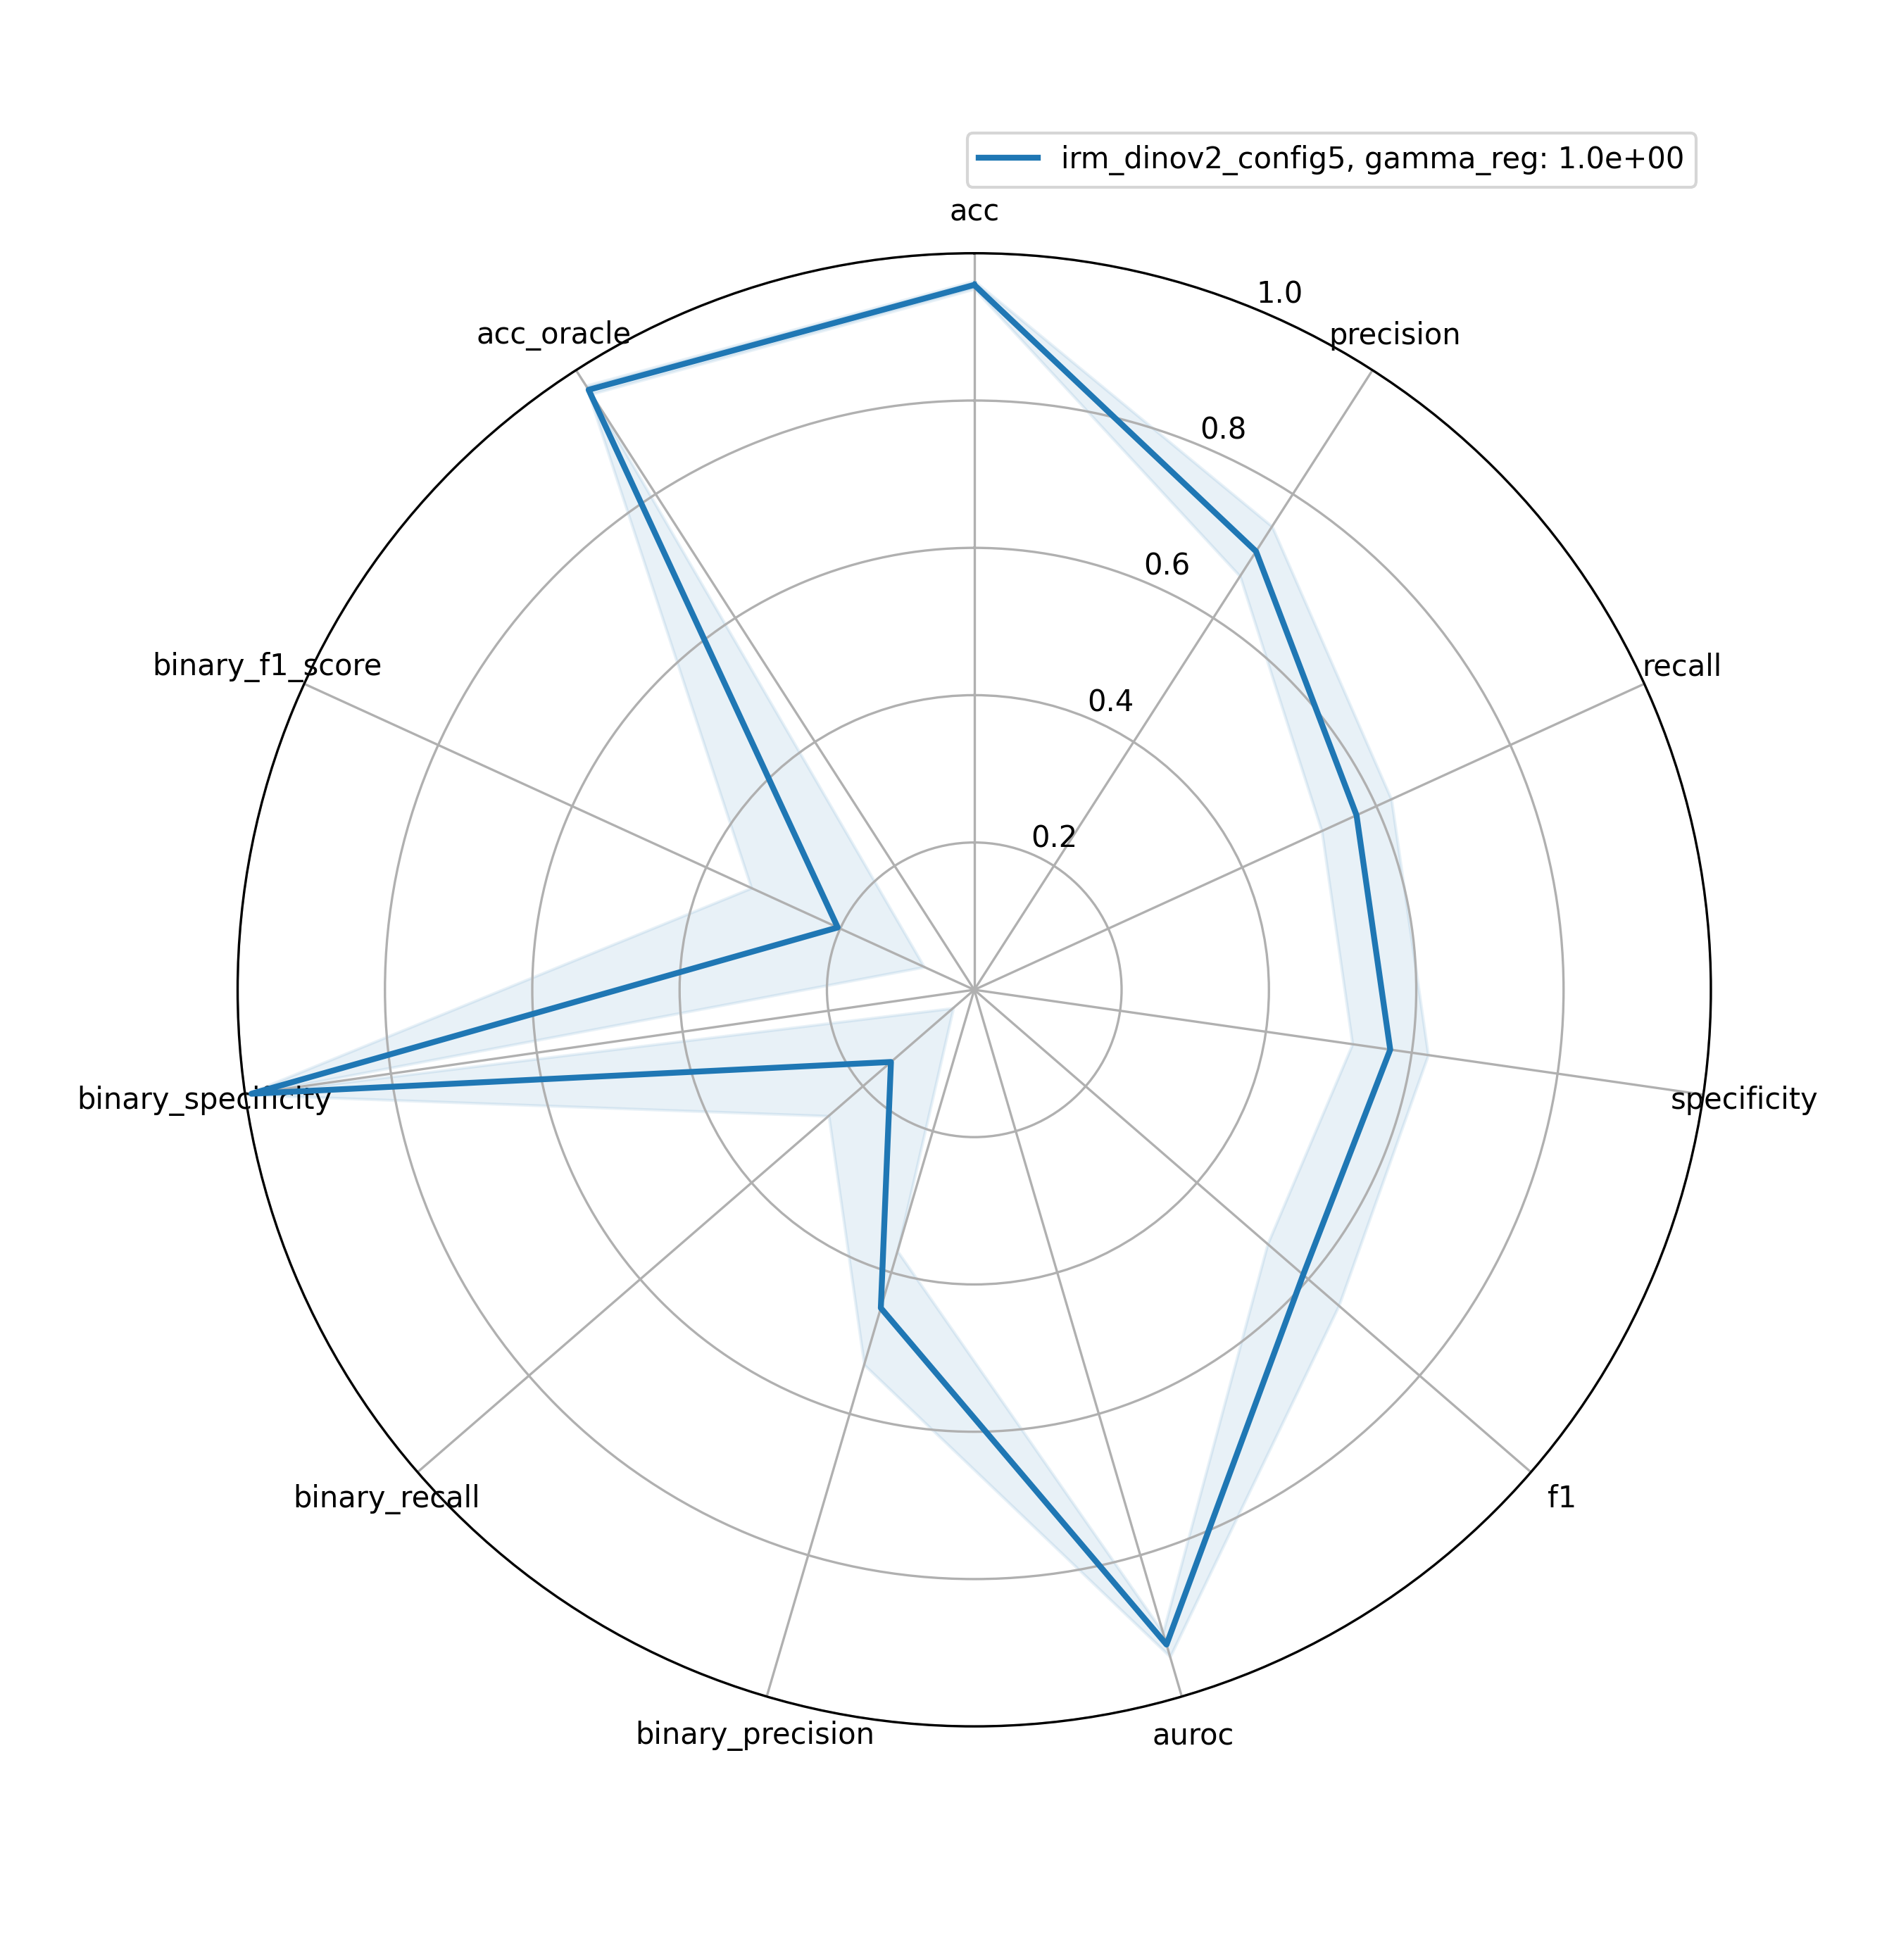 irm_dinov2_config5, gamma_reg: 1.0e+00
acc
1.0
acc_oracle
precision
0.8
0.6
binary_f1_score
recall
0.4
0.2
binary_specificity
specificity
binary_recall
f1
binary_precision
auroc